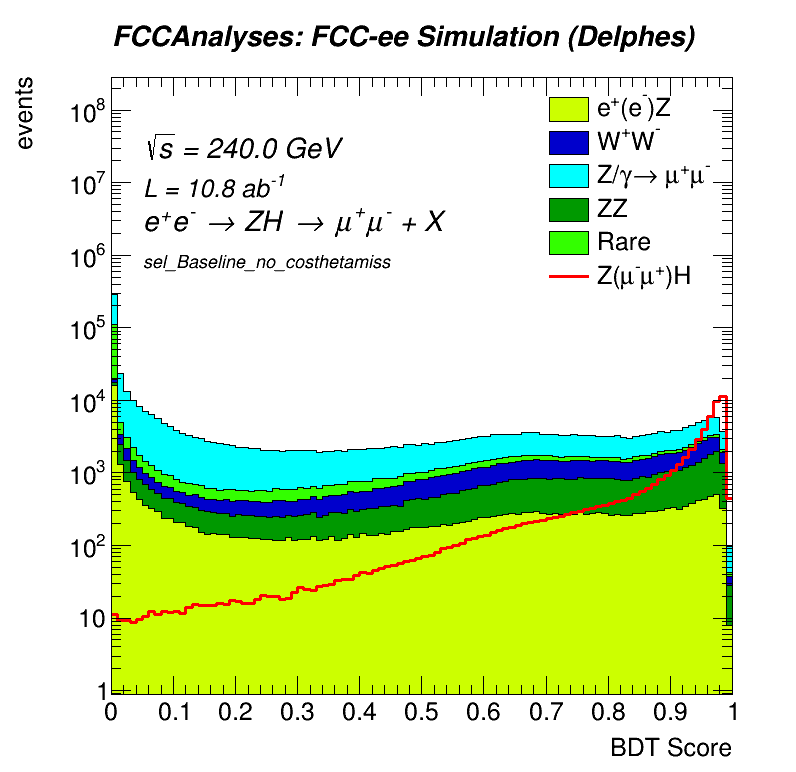 FCCAnalyses: FCC-ee Simulation (Delphes)
events
10⁸
10⁷
10⁶
10⁵
10⁴
10³
10²
10
1
√s = 240.0 GeV
L = 10.8 ab⁻¹
e⁺e⁻ → ZH → μ⁺μ⁻ + X
sel_Baseline_no_costhetamiss
e⁺(e⁻)Z
W⁺W⁻
Z/γ→ μ⁺μ⁻
ZZ
Rare
Z(μ⁻μ⁺)H
0 0.1 0.2 0.3 0.4 0.5 0.6 0.7 0.8 0.9 1
BDT Score